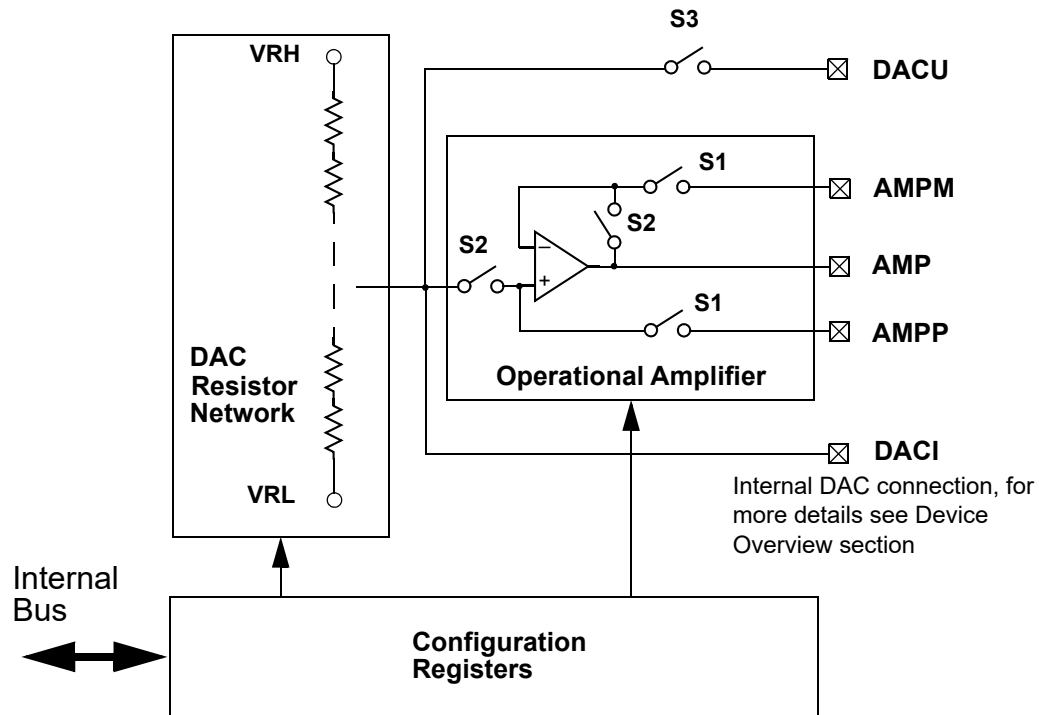 S3
VRH
DACU
S1
AMPM
S2
S2
−
+
AMP
S1
AMPP
DAC
Resistor
Network
Operational Amplifier
DACI
VRL
Internal DAC connection, for
more details see Device
Overview section
Internal
Bus
Configuration
Registers